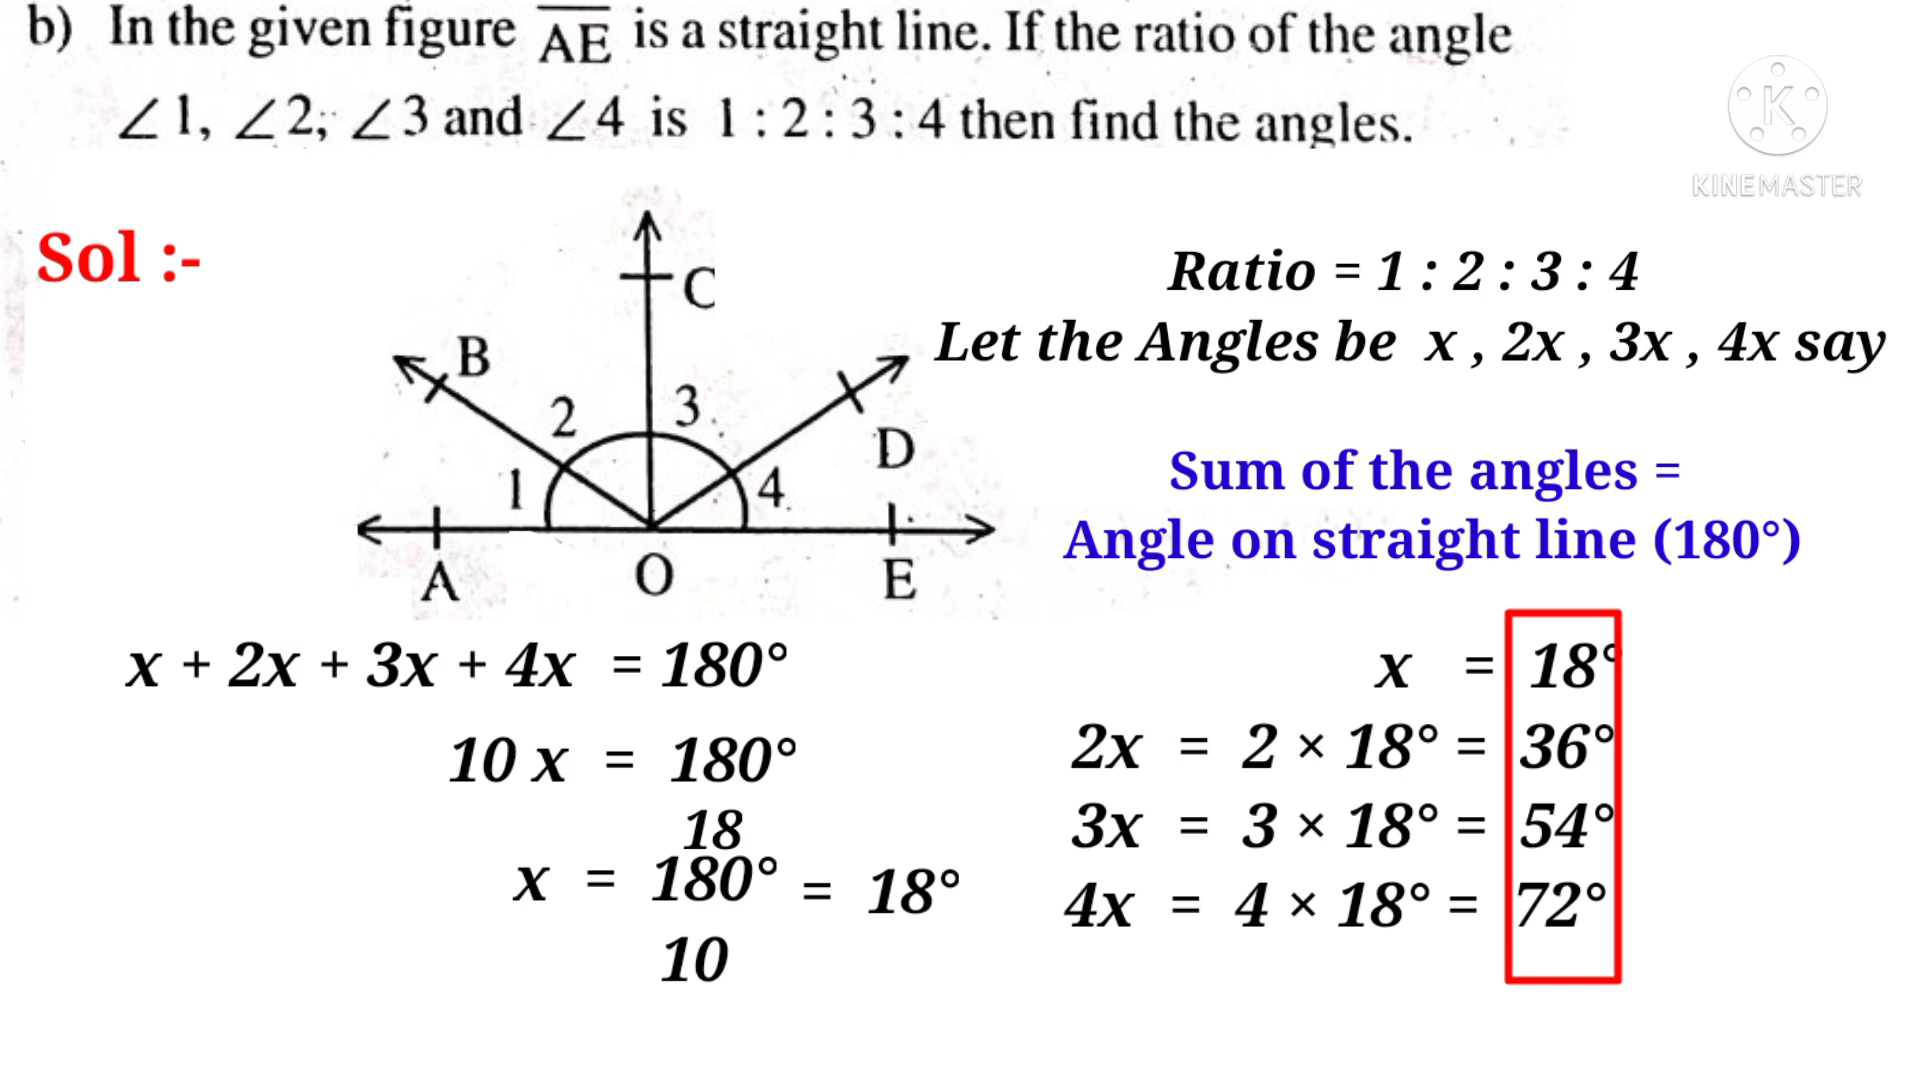 b) In the given figure AE is a straight line. If the ratio of the angle
∠1, ∠2, ∠3 and ∠4 is 1 : 2 : 3 : 4 then find the angles.
K
KINEMASTER
Sol :-
C
B
2
3
D
1
4
A
O
E
Ratio = 1 : 2 : 3 : 4
Let the Angles be x , 2x , 3x , 4x say
Sum of the angles =
Angle on straight line (180°)
x + 2x + 3x + 4x = 180°
10 x = 180°
18
x = 180° = 18°
10
x = 18°
2x = 2 × 18° = 36°
3x = 3 × 18° = 54°
4x = 4 × 18° = 72°